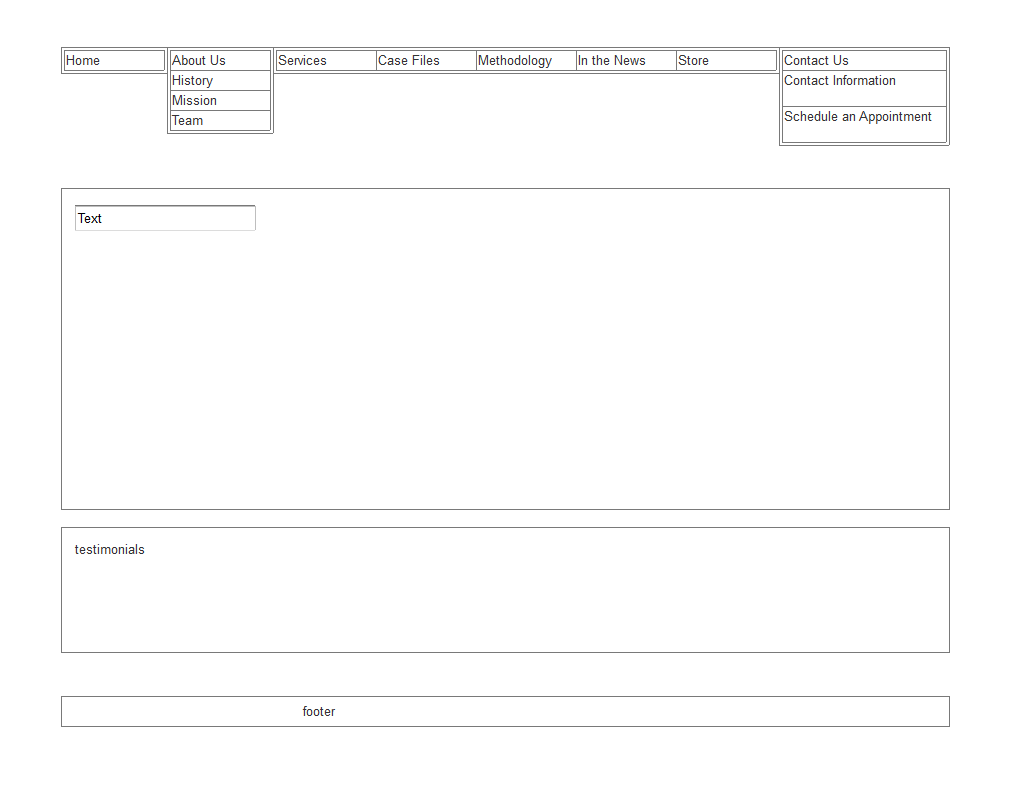 Home About Us Services Case Files Methodology In the News Store Contact Us
History
Mission
Team
Contact Information
Schedule an Appointment
Text
testimonials
footer